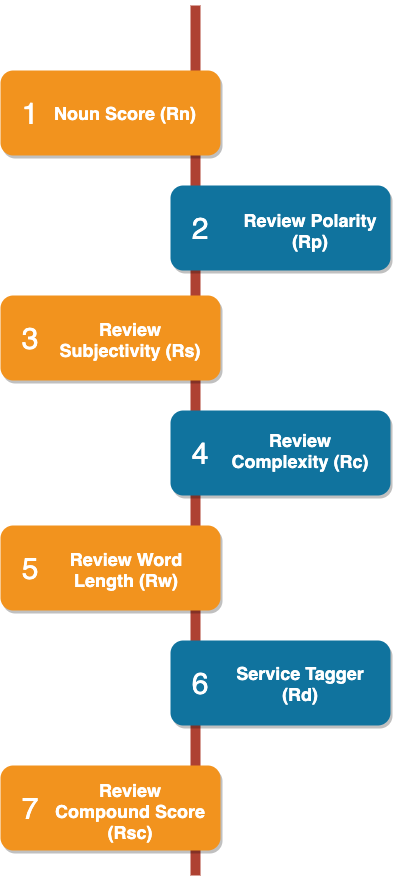 1 Noun Score (Rn)
2 Review Polarity
(Rp)
3 Review
Subjectivity (Rs)
4 Review
Complexity (Rc)
5 Review Word
Length (Rw)
6 Service Tagger
(Rd)
7 Review
Compound Score
(Rsc)